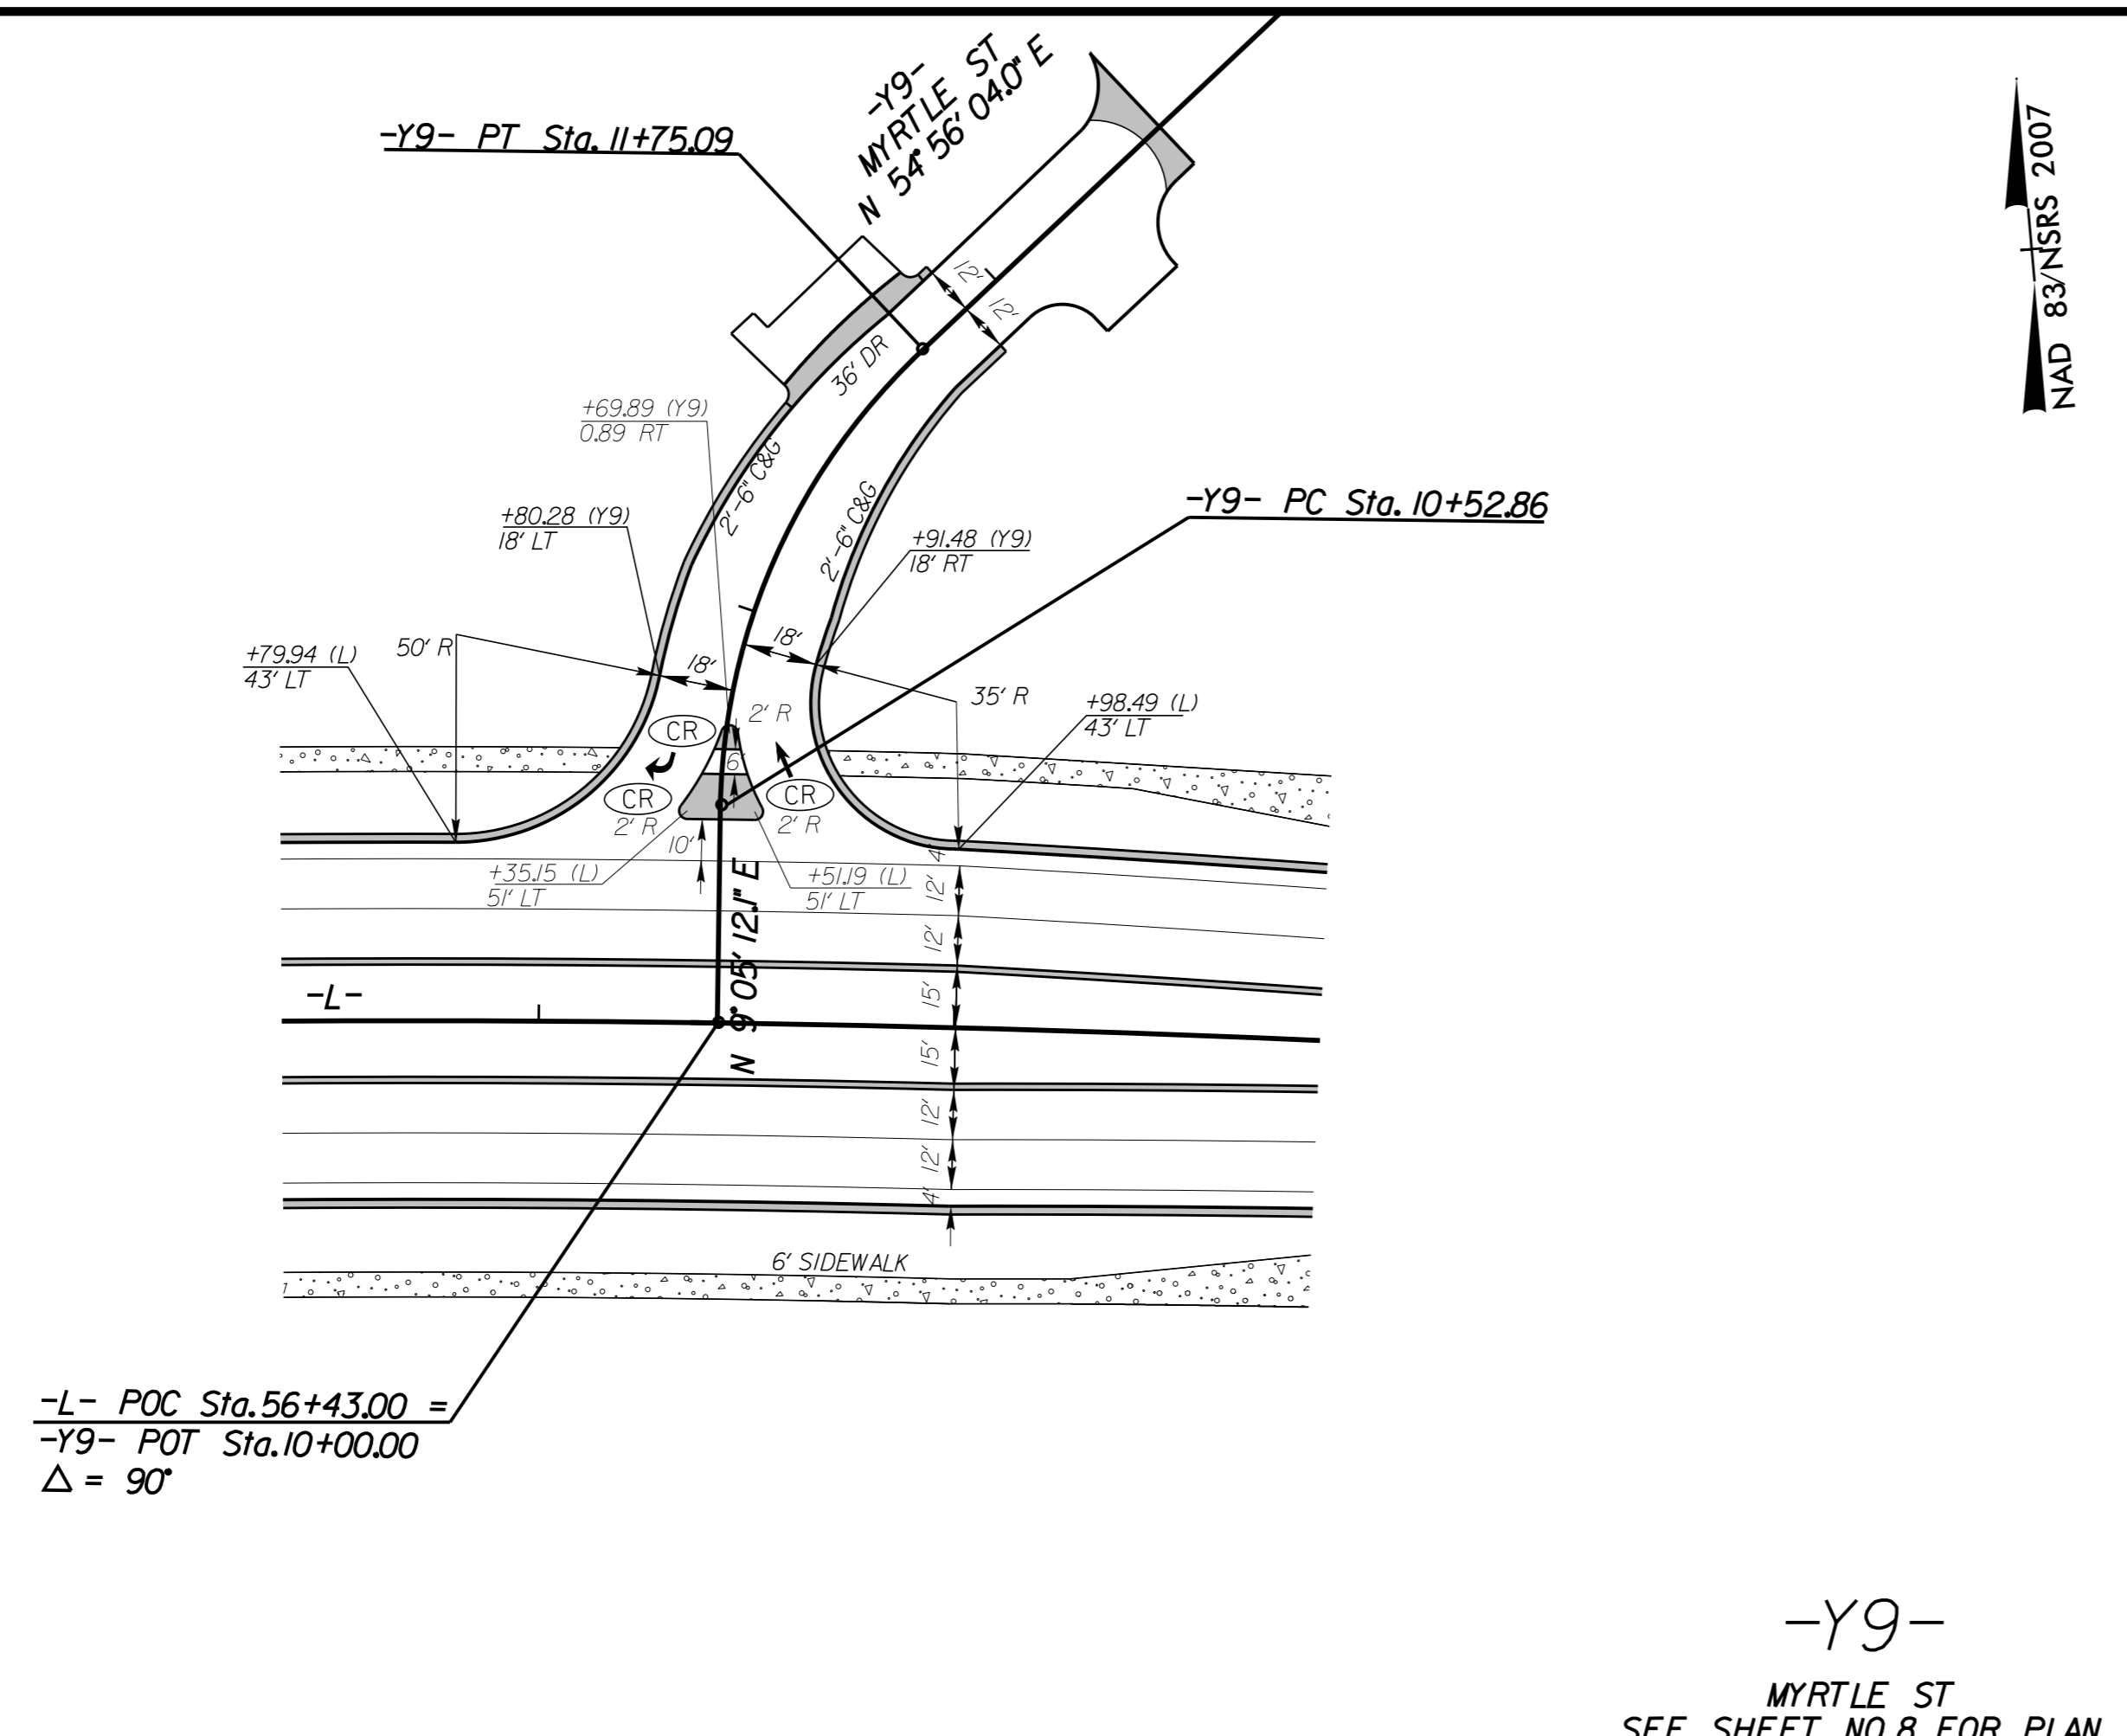 -Y9-
MYRTLE ST
N 54° 56' 04.0" E
-Y9- PT Sta. 11+75.09
NAD 83/NSRS 2007
12'
12'
36' DR
+69.89 (Y9)
0.89 RT
2'-6" C&G
2'-6" C&G
-Y9- PC Sta. 10+52.86
+80.28 (Y9)
18' LT
+91.48 (Y9)
18' RT
+79.94 (L)
43' LT
50' R
18'
18'
35' R
+98.49 (L)
43' LT
CR
2' R
6'
CR
2' R
CR
2' R
10'
+35.15 (L)
51' LT
+51.19 (L)
51' LT
N 9° 05' 12.1" E
4'
12'
12'
15'
-L-
15'
12'
12'
4'
6' SIDEWALK
-L- POC Sta. 56+43.00 =
-Y9- POT Sta. 10+00.00
△ = 90°
-Y9-
MYRTLE ST
SEE SHEET NO. 8 FOR PLAN